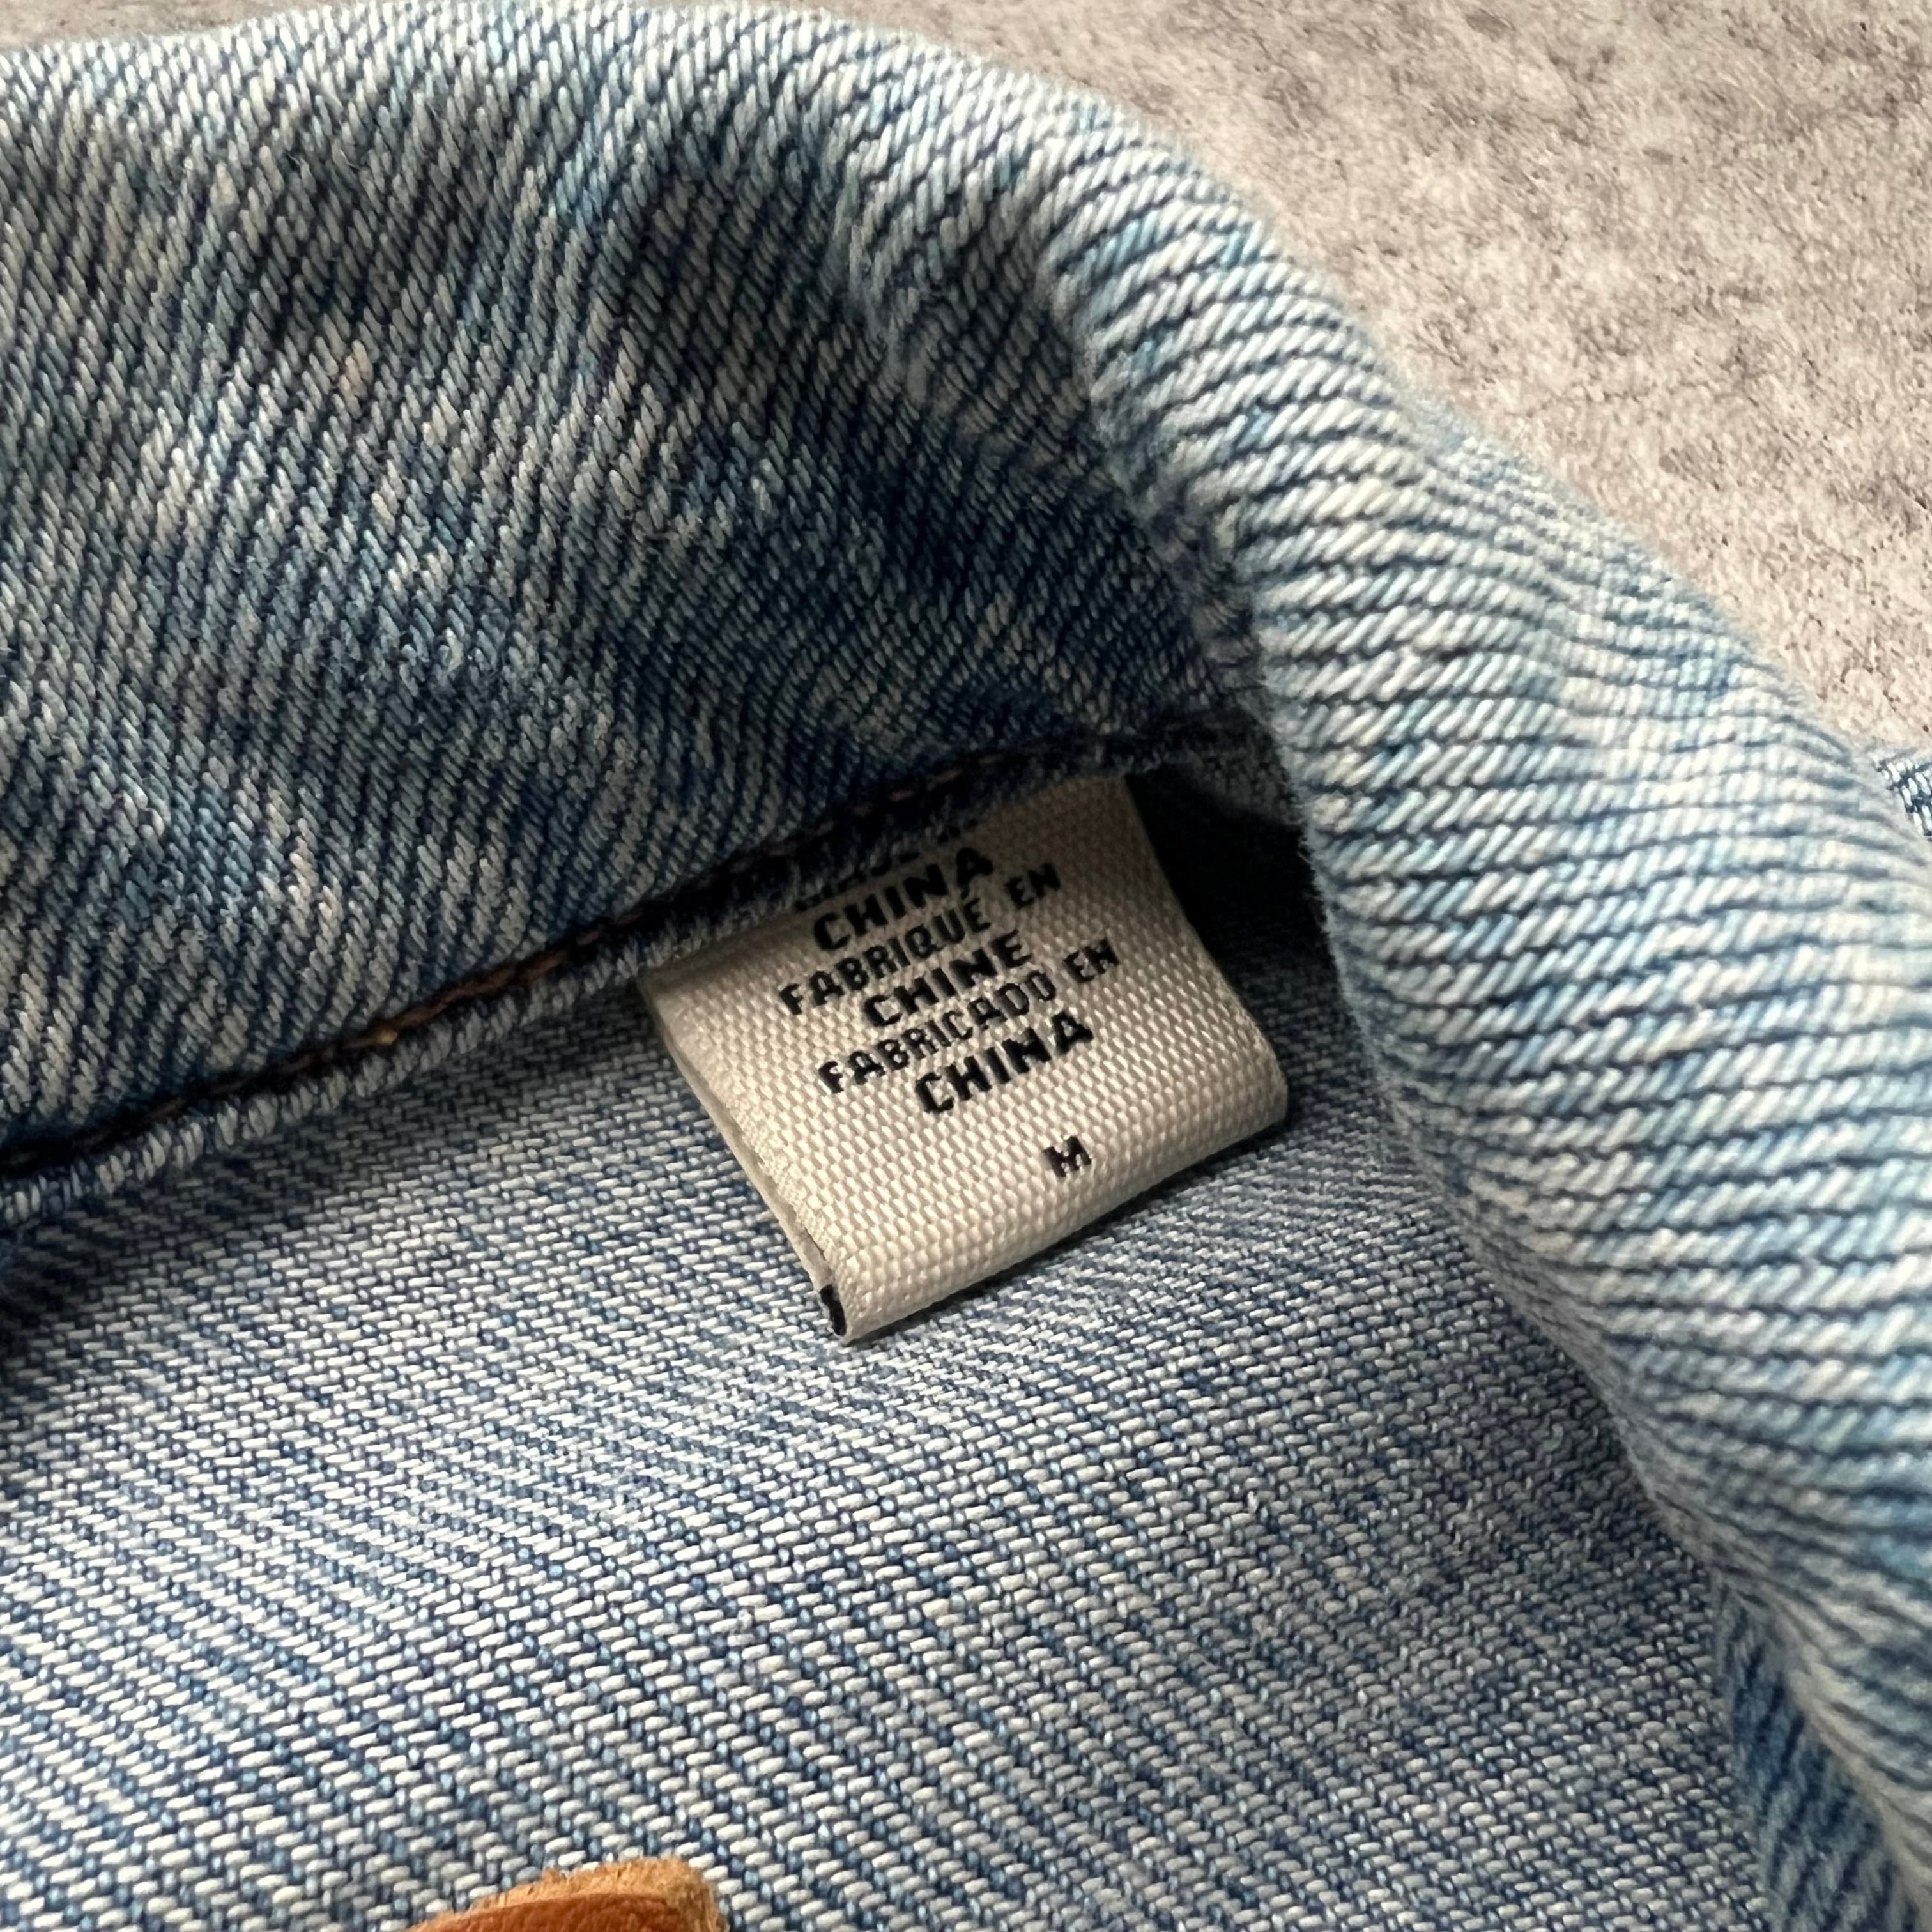 CHINA
FABRIQUÉ EN
CHINE
FABRICADO EN
CHINA
M